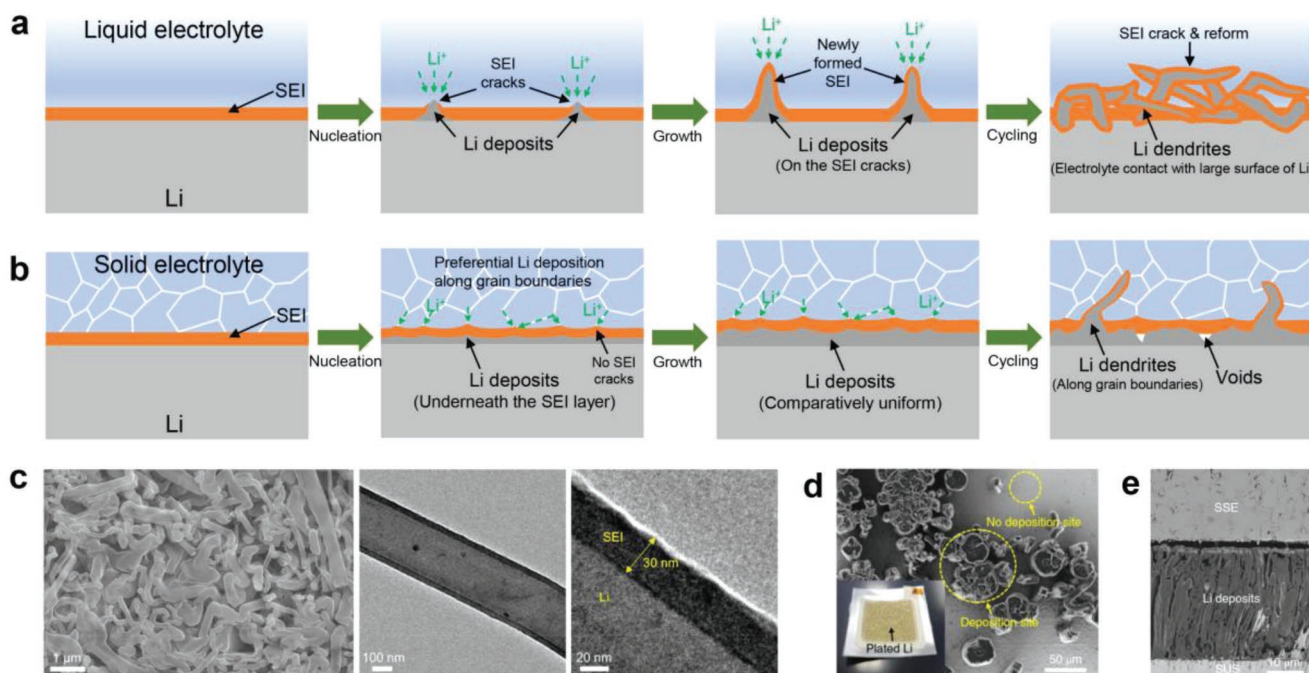 a
Liquid electrolyte
SEI
Li
Nucleation
Li⁺
Li⁺
SEI
cracks
Li deposits
Growth
Li⁺
Li⁺
Newly
formed
SEI
Li deposits
(On the SEI cracks)
Cycling
SEI crack & reform
Li dendrites
(Electrolyte contact with large surface of Li
b
Solid electrolyte
SEI
Li
Nucleation
Preferential Li deposition
along grain boundaries
Li⁺
Li⁺
Li deposits
(Underneath the SEI layer)
No SEI
cracks
Growth
Li⁺
Li⁺
Li deposits
(Comparatively uniform)
Cycling
Li dendrites
(Along grain boundaries)
Voids
c
1 μm
100 nm
SEI
30 nm
Li
20 nm
d
No deposition site
Deposition site
Plated Li
50 μm
e
SSE
Li deposits
SUS
10 μm